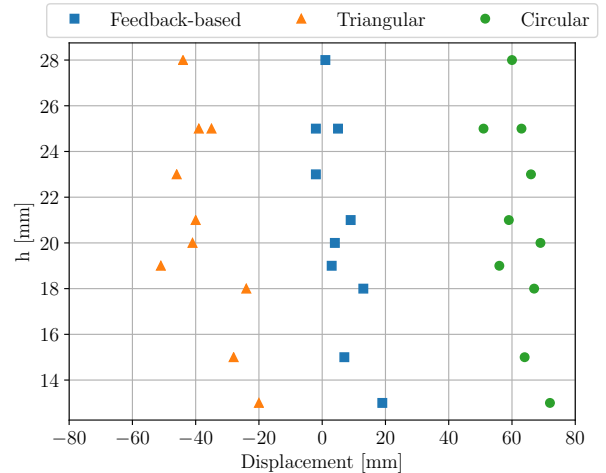 Feedback-based Triangular Circular
28
26
24
22
20
18
16
14
h [mm]
−80 −60 −40 −20 0 20 40 60 80
Displacement [mm]